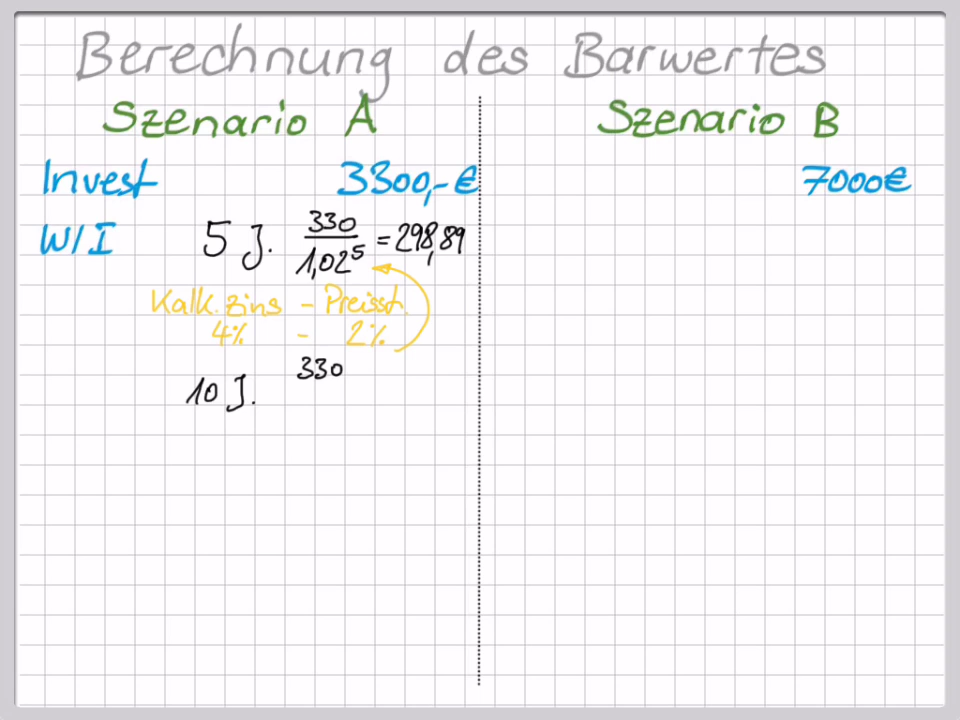 Berechnung des Barwertes
Szenario A
Szenario B
Invest 3300,-€ 7000€
W/I 5 J. 330/1,02⁵ = 298,89
Kalk.zins - Preisst.
4% - 2%
10 J. 330